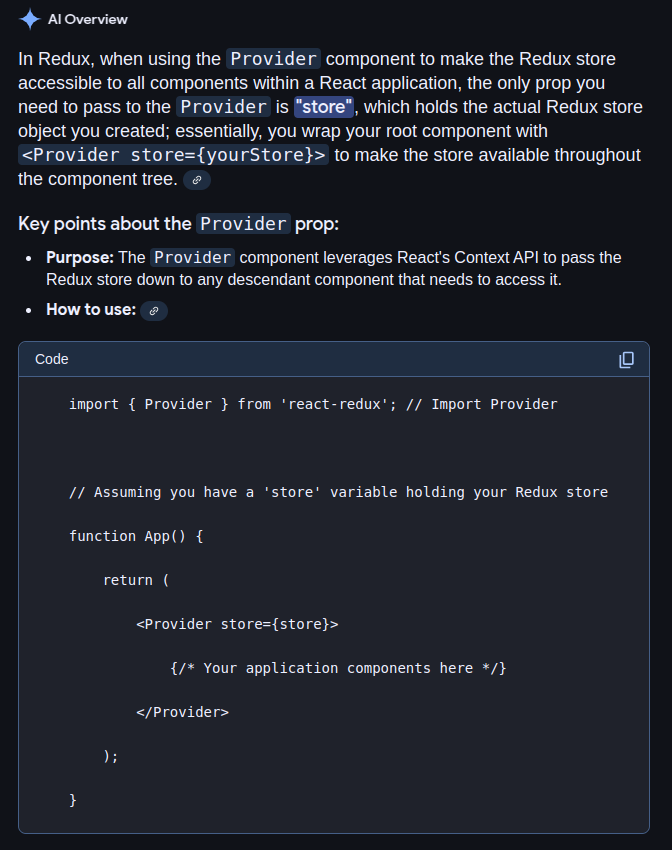 AI Overview
In Redux, when using the Provider component to make the Redux store
accessible to all components within a React application, the only prop you
need to pass to the Provider is "store", which holds the actual Redux store
object you created; essentially, you wrap your root component with
<Provider store={yourStore}> to make the store available throughout
the component tree.
Key points about the Provider prop:
• Purpose: The Provider component leverages React's Context API to pass the
Redux store down to any descendant component that needs to access it.
• How to use:
Code
import { Provider } from 'react-redux'; // Import Provider
// Assuming you have a 'store' variable holding your Redux store
function App() {
return (
<Provider store={store}>
{/* Your application components here */}
</Provider>
);
}